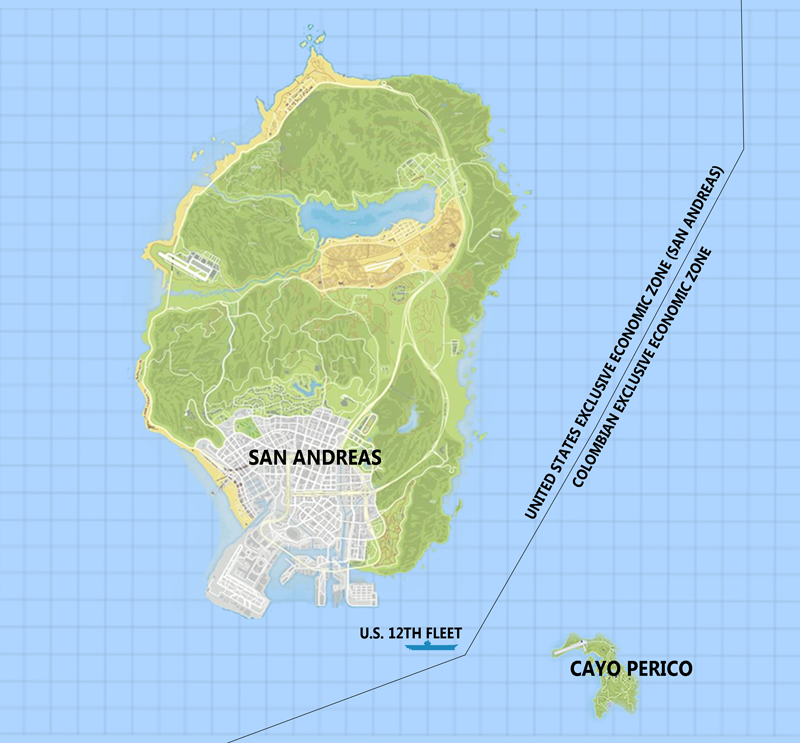 UNITED STATES EXCLUSIVE ECONOMIC ZONE (SAN ANDREAS)
COLOMBIAN EXCLUSIVE ECONOMIC ZONE
SAN ANDREAS
U.S. 12TH FLEET
CAYO PERICO